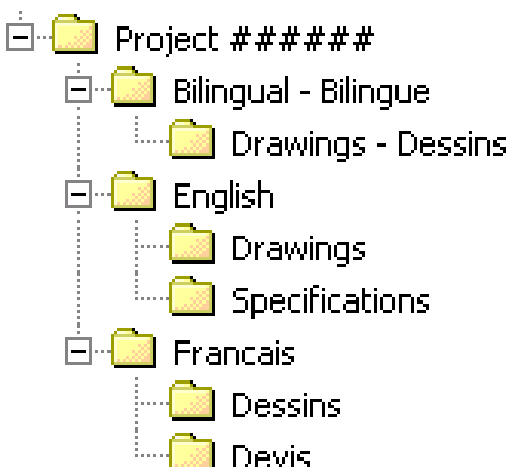 Project ######
Bilingual - Bilingue
Drawings - Dessins
English
Drawings
Specifications
Francais
Dessins
Devis